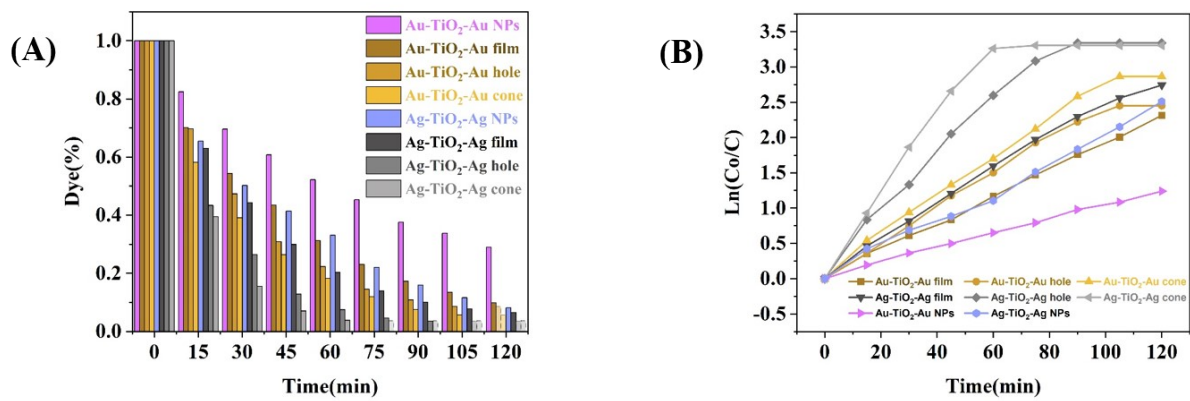 (A)
Dye(%)
1.0
0.8
0.6
0.4
0.2
0.0
0 15 30 45 60 75 90 105 120
Time(min)
Au-TiO₂-Au NPs
Au-TiO₂-Au film
Au-TiO₂-Au hole
Au-TiO₂-Au cone
Ag-TiO₂-Ag NPs
Ag-TiO₂-Ag film
Ag-TiO₂-Ag hole
Ag-TiO₂-Ag cone
(B)
Ln(Co/C)
3.5
3.0
2.5
2.0
1.5
1.0
0.5
0.0
-0.5
Au-TiO₂-Au film Au-TiO₂-Au hole Au-TiO₂-Au cone
Ag-TiO₂-Ag film Ag-TiO₂-Ag hole Ag-TiO₂-Ag cone
Au-TiO₂-Au NPs Ag-TiO₂-Ag NPs
0 20 40 60 80 100 120
Time(min)